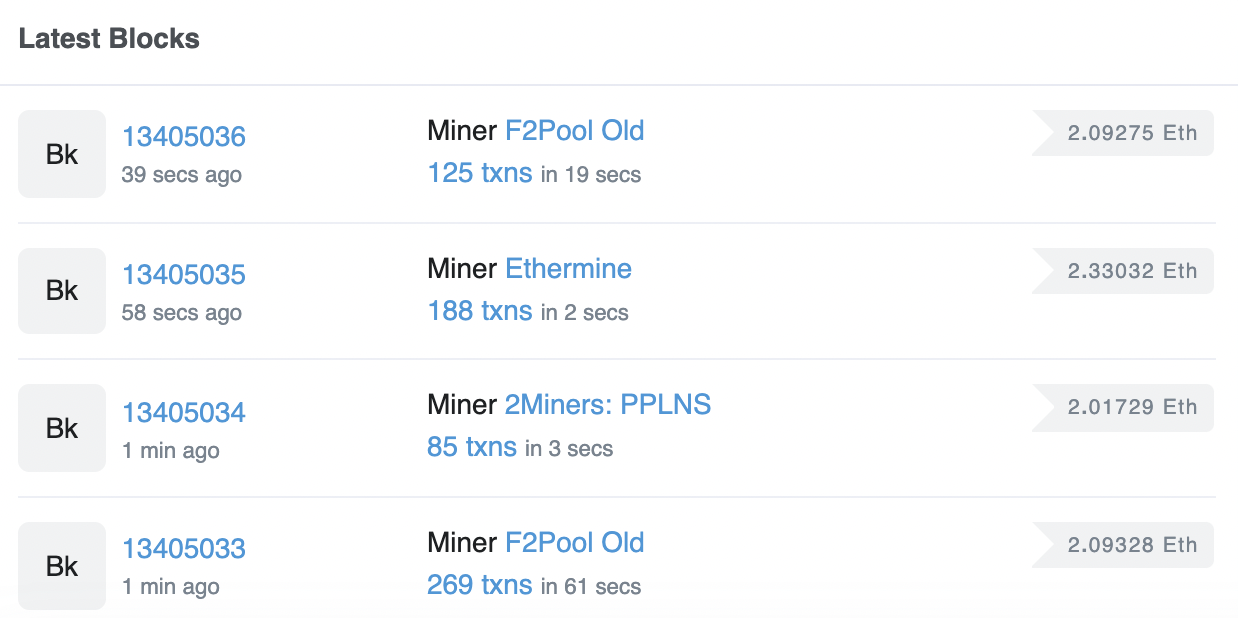 Latest Blocks
Bk
13405036
39 secs ago
Miner F2Pool Old
125 txns in 19 secs
2.09275 Eth
Bk
13405035
58 secs ago
Miner Ethermine
188 txns in 2 secs
2.33032 Eth
Bk
13405034
1 min ago
Miner 2Miners: PPLNS
85 txns in 3 secs
2.01729 Eth
Bk
13405033
1 min ago
Miner F2Pool Old
269 txns in 61 secs
2.09328 Eth